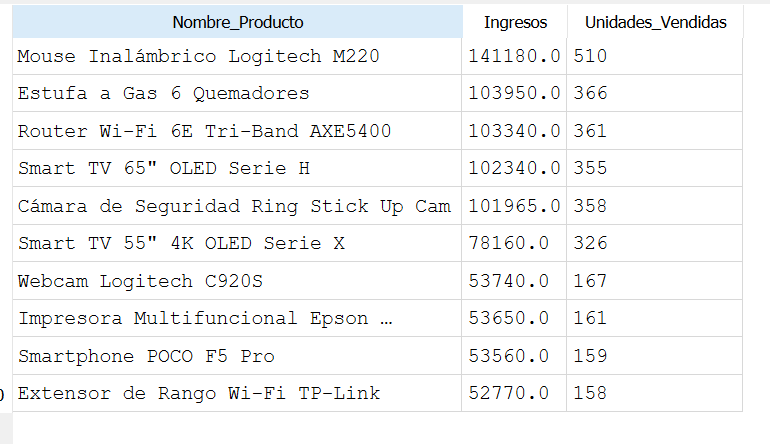 Nombre_Producto Ingresos Unidades_Vendidas
Mouse Inalámbrico Logitech M220 141180.0 510
Estufa a Gas 6 Quemadores 103950.0 366
Router Wi-Fi 6E Tri-Band AXE5400 103340.0 361
Smart TV 65" OLED Serie H 102340.0 355
Cámara de Seguridad Ring Stick Up Cam 101965.0 358
Smart TV 55" 4K OLED Serie X 78160.0 326
Webcam Logitech C920S 53740.0 167
Impresora Multifuncional Epson … 53650.0 161
Smartphone POCO F5 Pro 53560.0 159
Extensor de Rango Wi-Fi TP-Link 52770.0 158